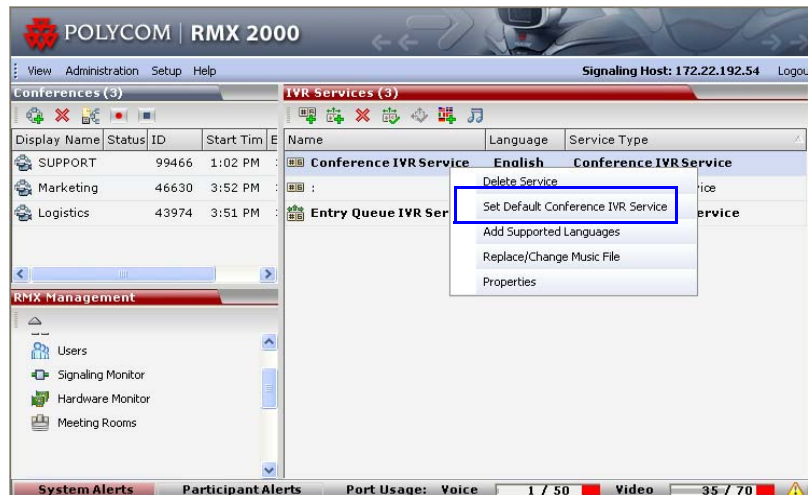 POLYCOM | RMX 2000
View Administration Setup Help Signaling Host: 172.22.192.54 Logou
Conferences (3)
Display Name Status ID Start Tim E
SUPPORT 99466 1:02 PM
Marketing 46630 3:52 PM
Logistics 43974 3:51 PM
IVR Services (3)
Name Language Service Type
Conference IVR Service English Conference IVR Service
: vice
Entry Queue IVR Ser ervice
Delete Service
Set Default Conference IVR Service
Add Supported Languages
Replace/Change Music File
Properties
RMX Management
Users
Signaling Monitor
Hardware Monitor
Meeting Rooms
System Alerts Participant Alerts Port Usage: Voice 1 / 50 Video 35 / 70